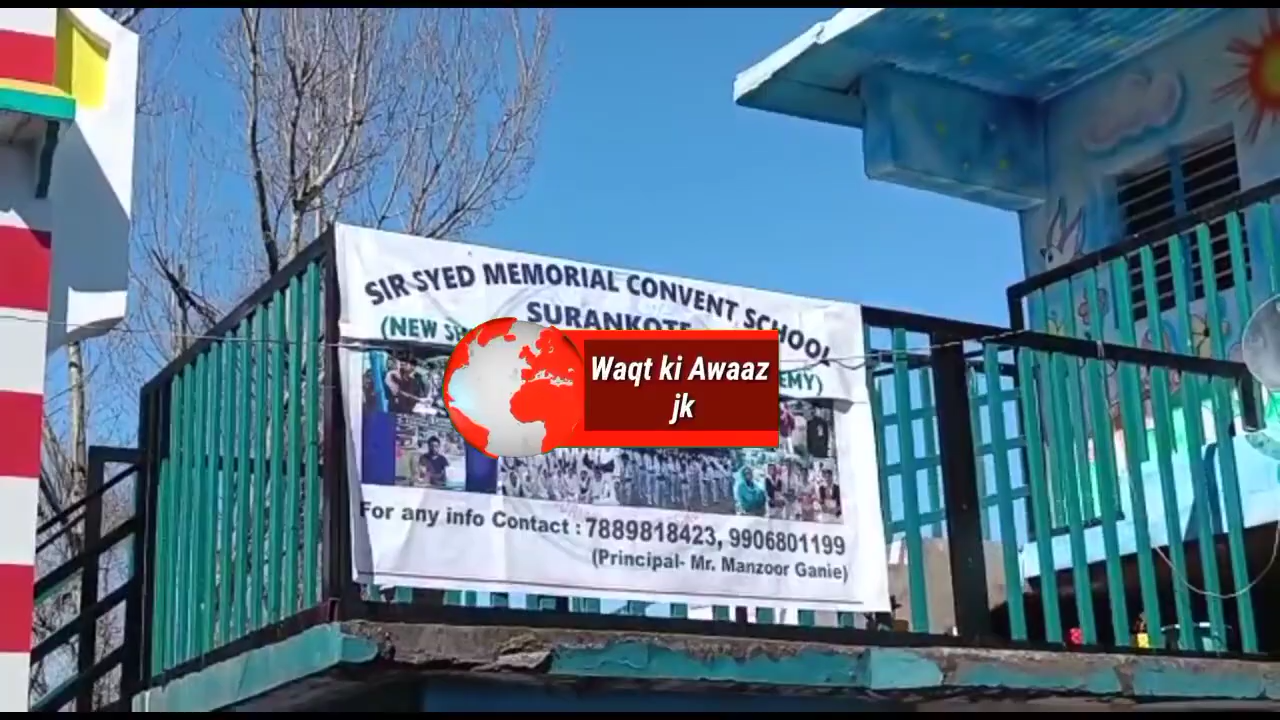 SIR SYED MEMORIAL CONVENT SCHOOL
SURANKOTE
(NEW
Waqt ki Awaaz
jk
For any info Contact : 7889818423, 9906801199
(Principal- Mr. Manzoor Ganie)